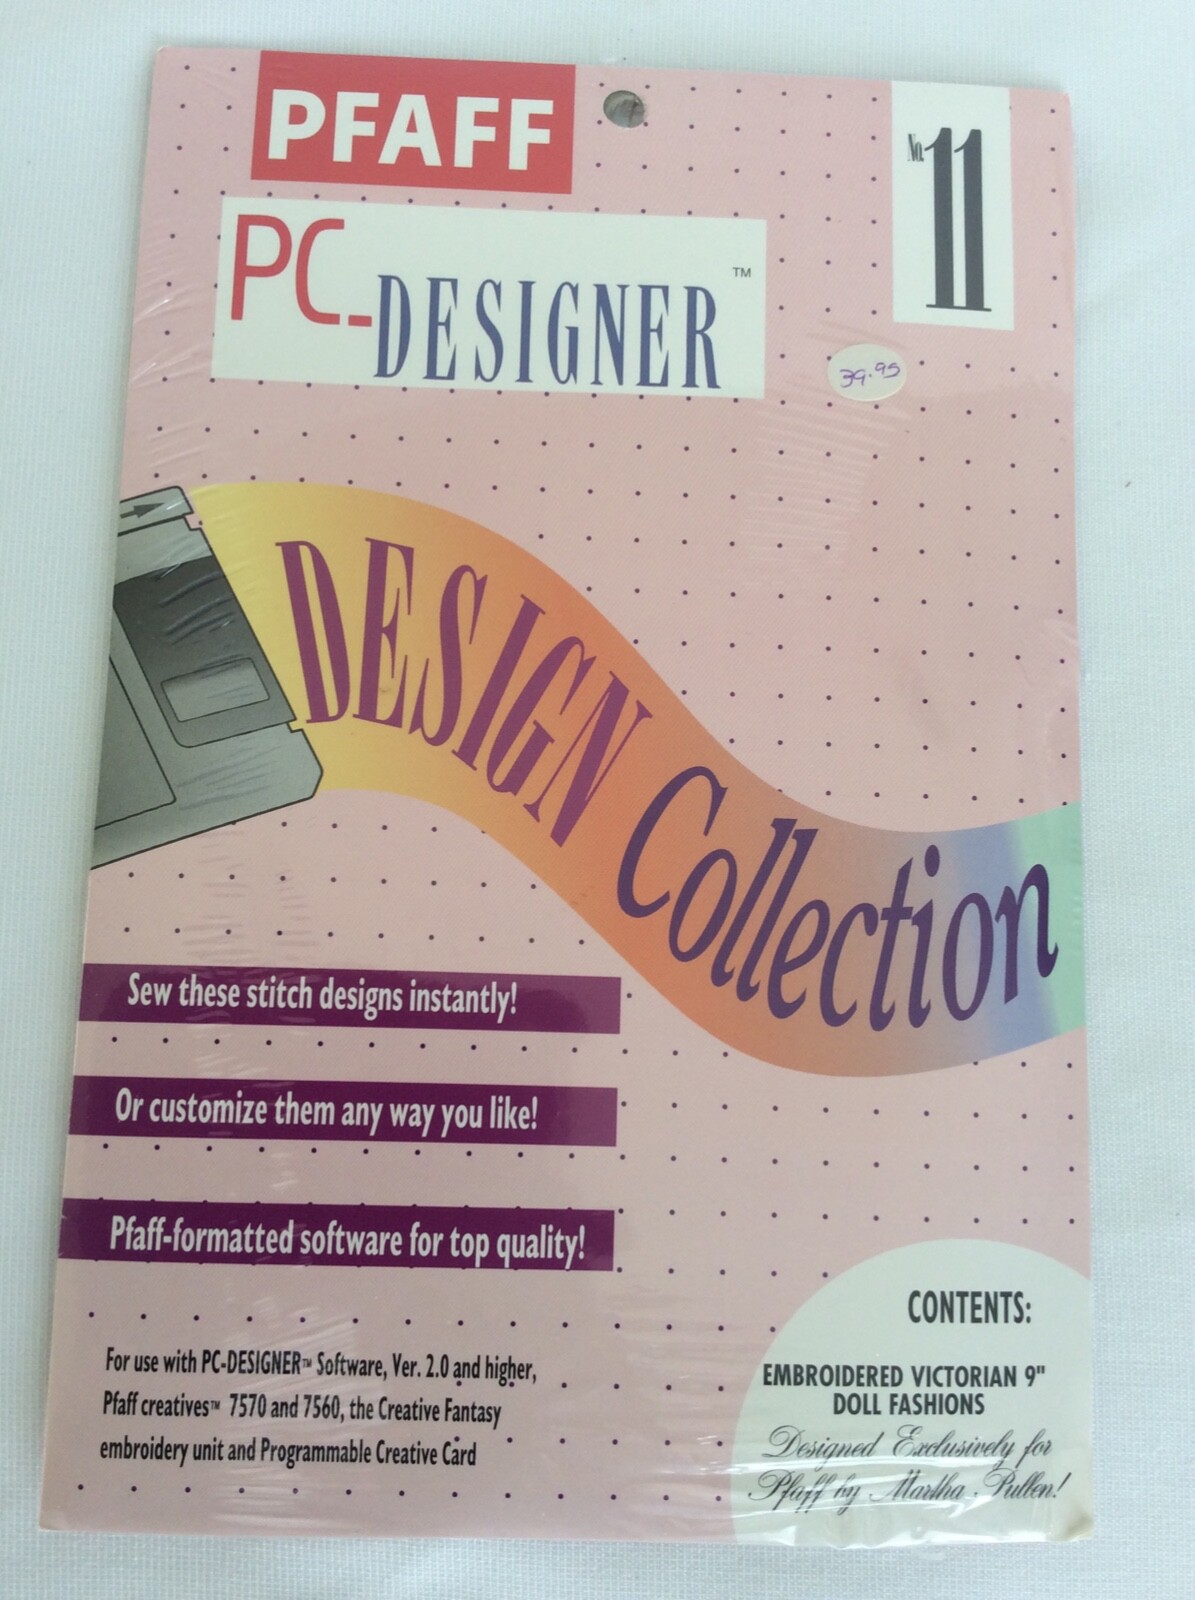 PFAFF
No. 11
PC-DESIGNER™
39.95
DESIGN Collection
Sew these stitch designs instantly!
Or customize them any way you like!
Pfaff-formatted software for top quality!
For use with PC-DESIGNER™ Software, Ver. 2.0 and higher,
Pfaff creatives™ 7570 and 7560, the Creative Fantasy
embroidery unit and Programmable Creative Card
CONTENTS:
EMBROIDERED VICTORIAN 9"
DOLL FASHIONS
Designed Exclusively for
Pfaff by Martha Pullen!